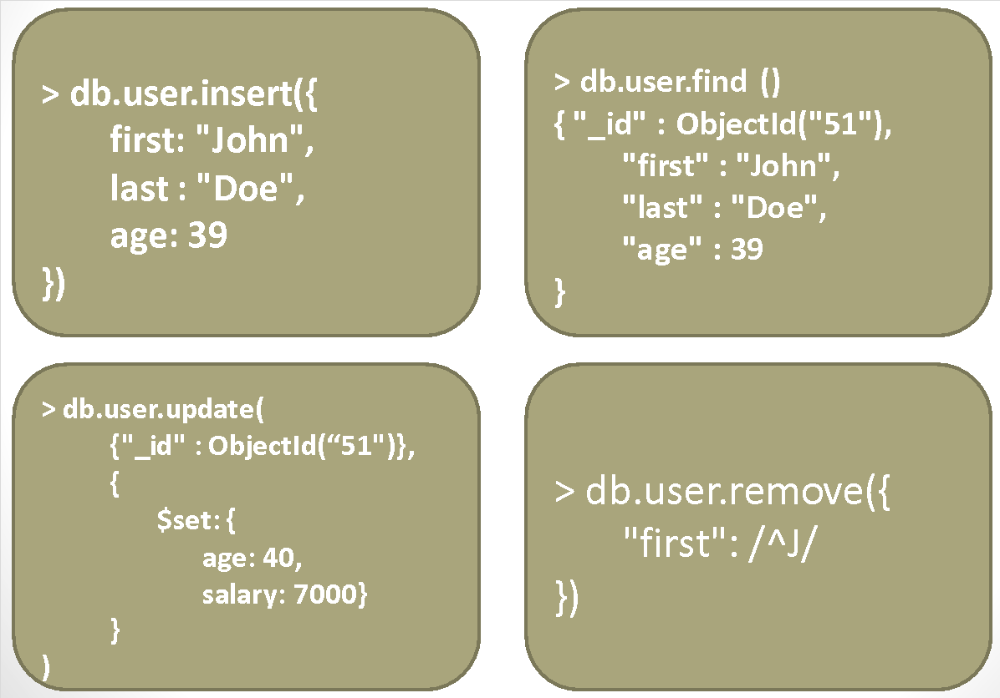 > db.user.insert({
first: "John",
last : "Doe",
age: 39
})
> db.user.find ()
{ "_id" : ObjectId("51"),
"first" : "John",
"last" : "Doe",
"age" : 39
}
> db.user.update(
{"_id" : ObjectId(“51")},
{
$set: {
age: 40,
salary: 7000}
}
)
> db.user.remove({
"first": /^J/
})